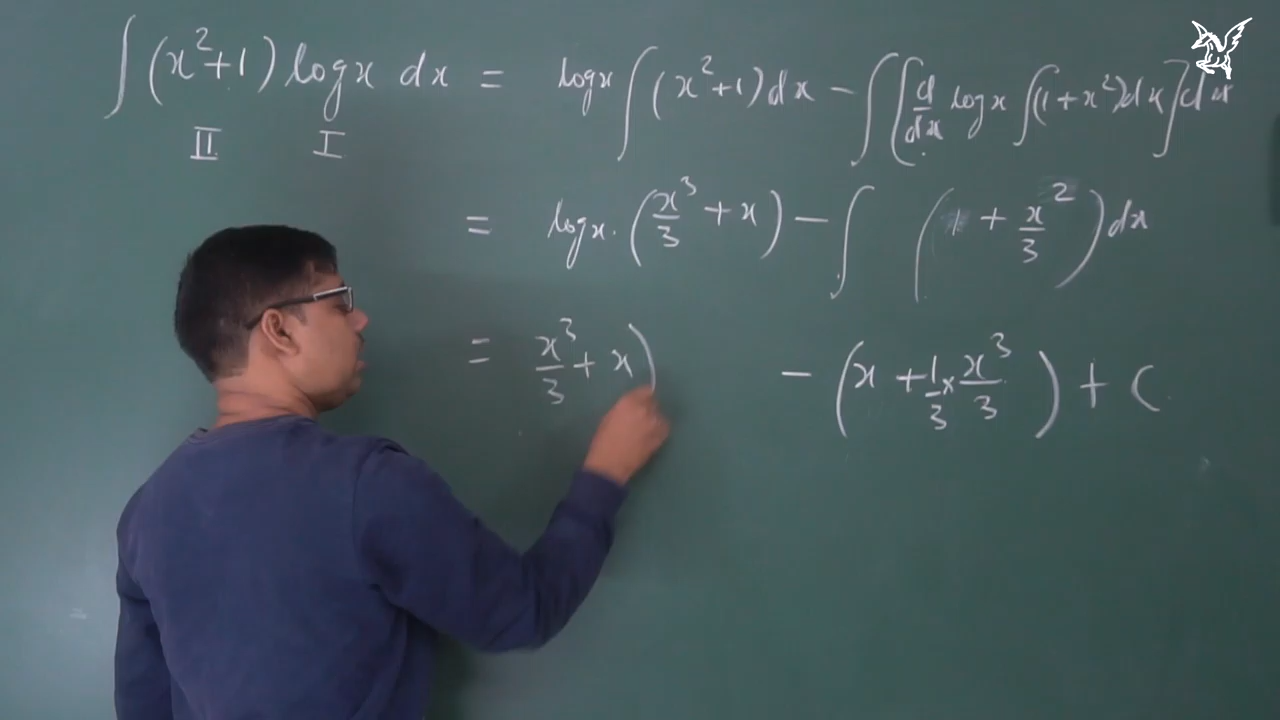 ∫ (x²+1) log x dx = log x ∫ (x²+1) dx − ∫ [d/dx log x ∫(1+x²)dx] dx
II I
= log x · (x³/3 + x) − ∫ (1 + x²/3) dx
= x³/3 + x) − (x + 1/3 × x³/3) + C